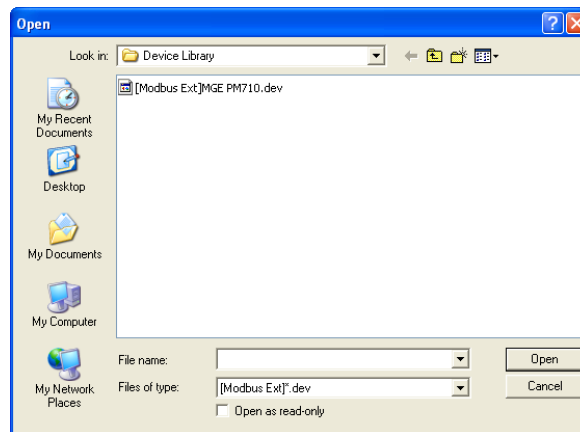 Open
Look in: Device Library
[Modbus Ext]MGE PM710.dev
My Recent
Documents
Desktop
My Documents
My Computer
My Network
Places
File name:
Open
Files of type: [Modbus Ext]*.dev
Cancel
Open as read-only